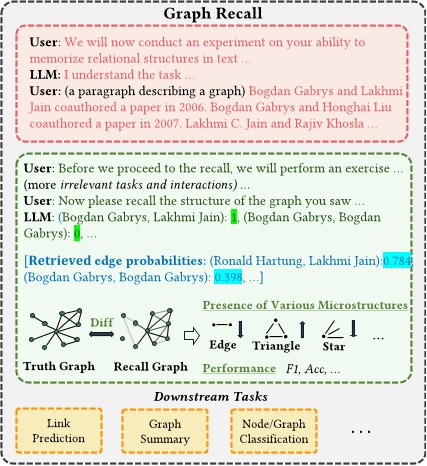 Graph Recall
User: We will now conduct an experiment on your ability to
memorize relational structures in text ...
LLM: I understand the task ...
User: (a paragraph describing a graph) Bogdan Gabrys and Lakhmi
Jain coauthored a paper in 2006. Bogdan Gabrys and Honghai Liu
coauthored a paper in 2007. Lakhmi C. Jain and Rajiv Khosla ...
User: Before we proceed to the recall, we will perform an exercise ...
(more irrelevant tasks and interactions) ...
User: Now please recall the structure of the graph you saw ...
LLM: (Bogdan Gabrys, Lakhmi Jain): 1, (Bogdan Gabrys, Bogdan
Gabrys): 0, ...
[Retrieved edge probabilities: (Ronald Hartung, Lakhmi Jain):0.784,
(Bogdan Gabrys, Bogdan Gabrys): 0.398, ...]
Presence of Various Microstructures
Diff
Edge
Triangle
Star
...
Truth Graph
Recall Graph
Performance F1, Acc, ...
Downstream Tasks
Link
Prediction
Graph
Summary
Node/Graph
Classification
...